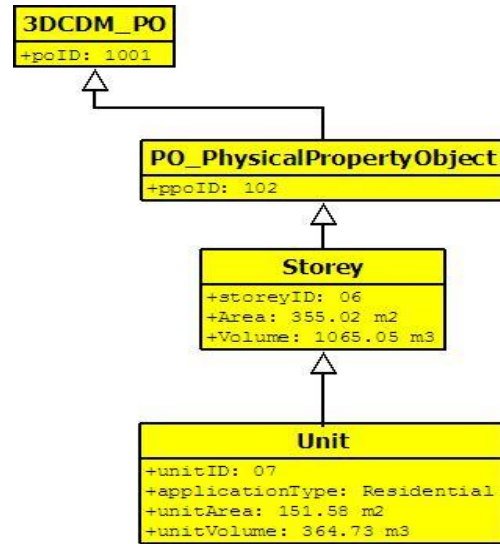 3DCDM_PO
+poID: 1001
PO_PhysicalPropertyObject
+ppoID: 102
Storey
+storeyID: 06
+Area: 355.02 m2
+Volume: 1065.05 m3
Unit
+unitID: 07
+applicationType: Residential
+unitArea: 151.58 m2
+unitVolume: 364.73 m3